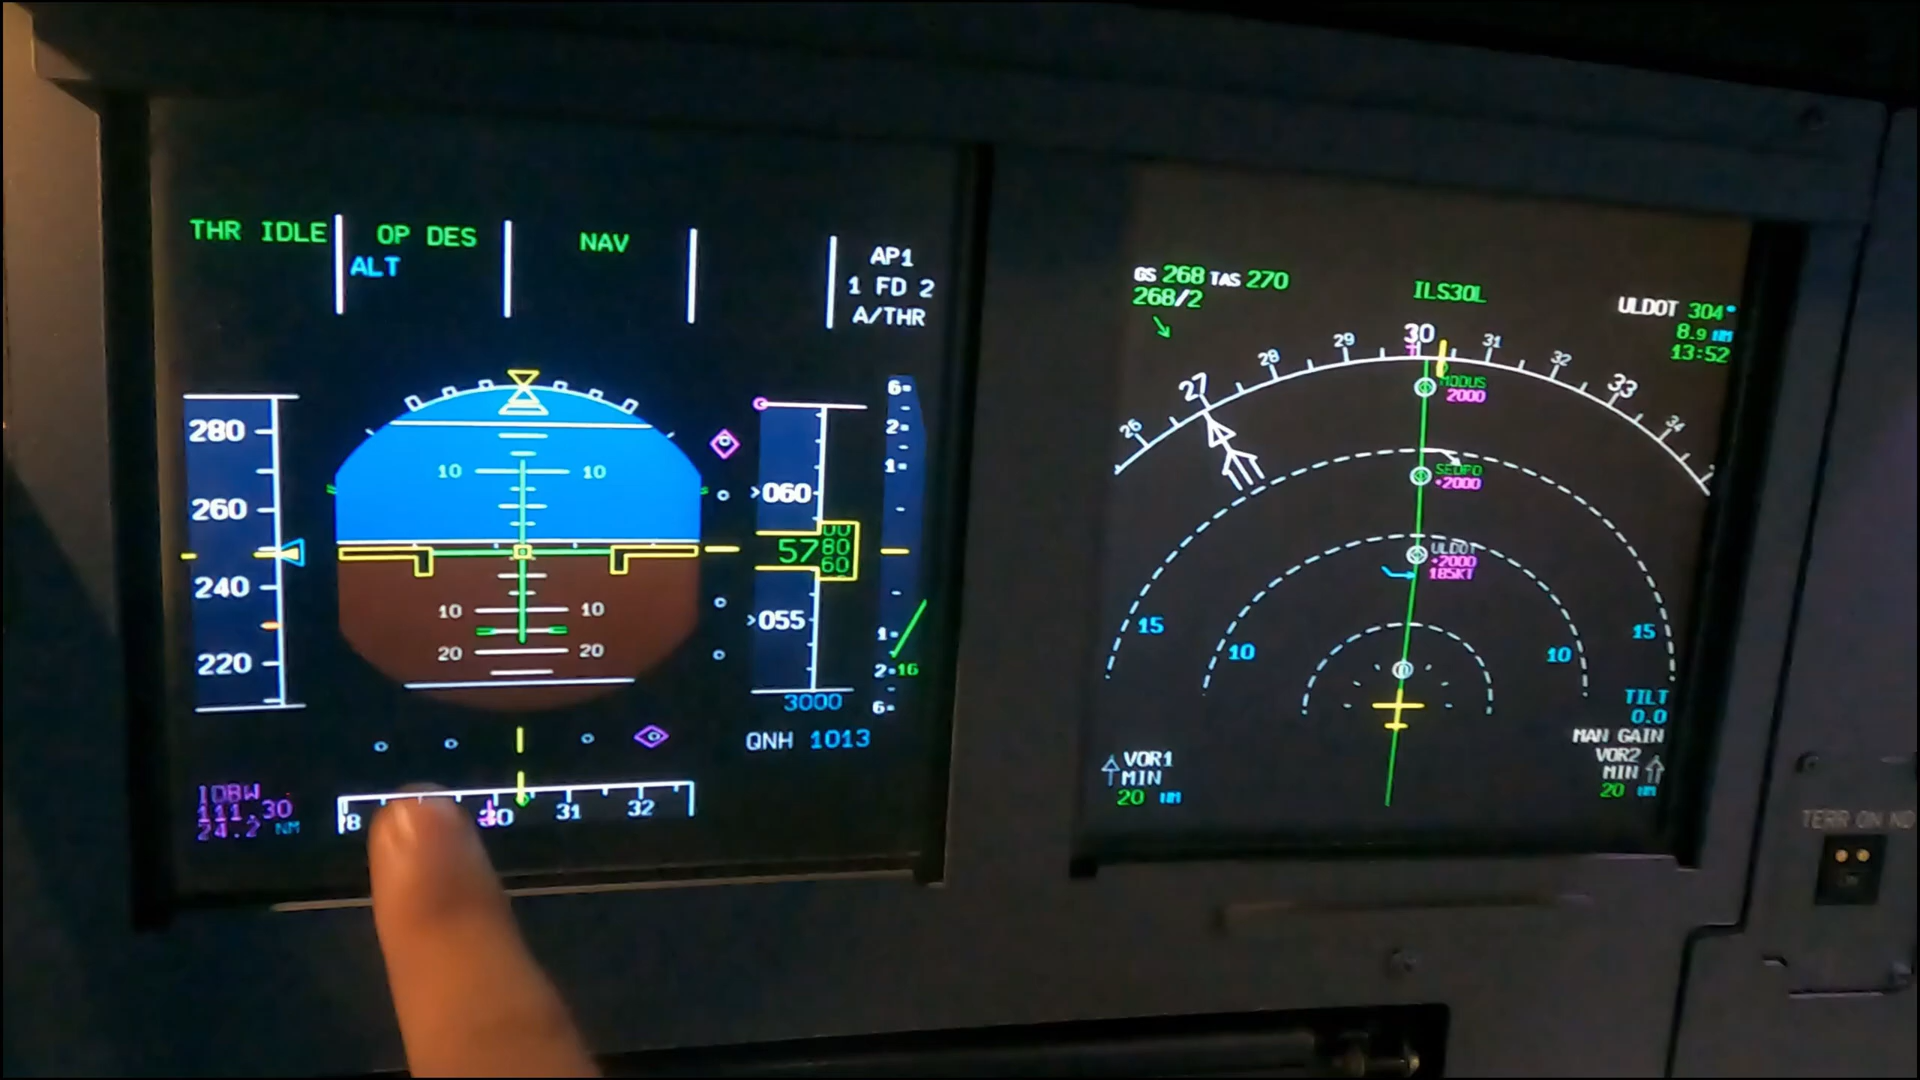 THR IDLE OP DES NAV
ALT
AP1
1 FD 2
A/THR
280
260
240
220
10 10
10 10
20 20
060
5780
00
60
055
3000
QNH 1013
6
2
1
1
2 16
6
IDBW
111.30
24.2 NM
8 30 31 32
GS 268 TAS 270
268/2
ILS30L
ULDOT 304°
8.9 NM
13:52
26 27 28 29 30 31 32 33 34
MODUS
2000
SEDPO
+2000
ULDOT
+2000
185KT
15 15
10 10
TILT
0.0
MAN GAIN
VOR1
MIN
20 NM
VOR2
MIN
20 NM
TERR ON ND